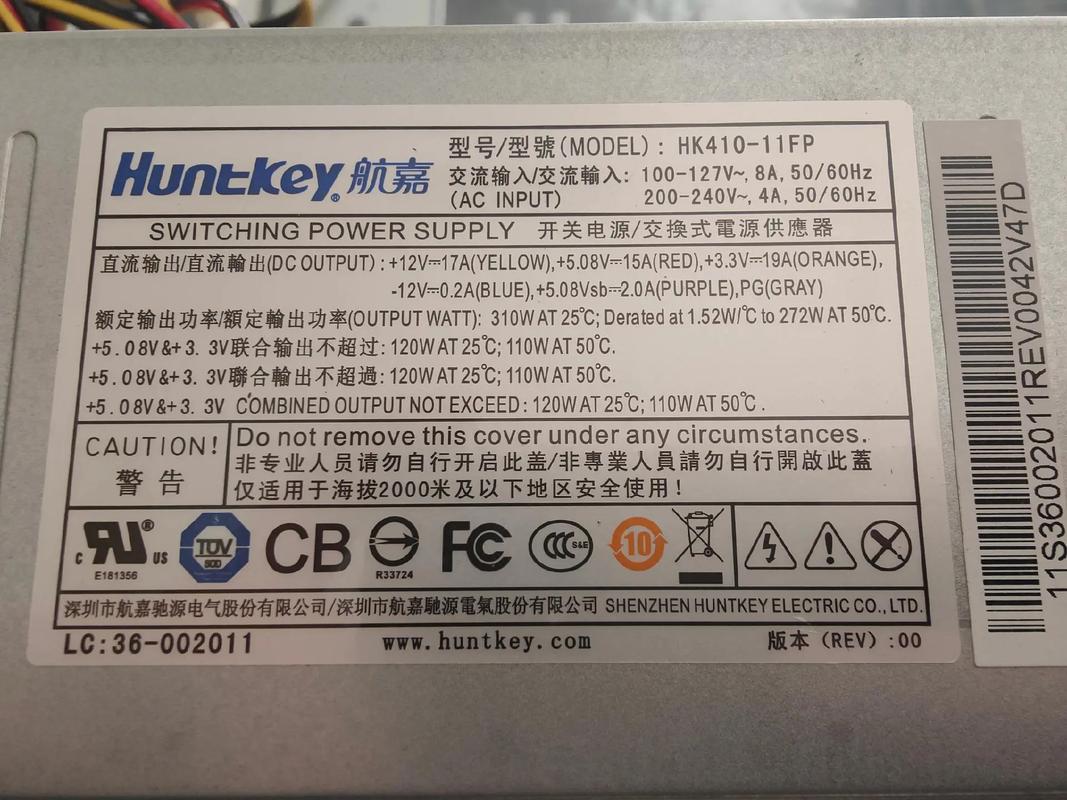 Huntkey® 航嘉
型号/型號(MODEL): HK410-11FP
交流输入/交流輸入: 100-127V~, 8A, 50/60Hz
(AC INPUT) 200-240V~, 4A, 50/60Hz
SWITCHING POWER SUPPLY 开关电源/交換式電源供應器
直流输出/直流輸出(DC OUTPUT): +12V⎓17A(YELLOW),+5.08V⎓15A(RED),+3.3V⎓19A(ORANGE),
-12V⎓0.2A(BLUE),+5.08Vsb⎓2.0A(PURPLE),PG(GRAY)
额定输出功率/額定輸出功率(OUTPUT WATT): 310W AT 25℃; Derated at 1.52W/℃ to 272W AT 50℃.
+5.08V&+3.3V联合输出不超过: 120W AT 25℃; 110W AT 50℃.
+5.08V&+3.3V聯合輸出不超過: 120W AT 25℃; 110W AT 50℃.
+5.08V&+3.3V COMBINED OUTPUT NOT EXCEED: 120W AT 25℃; 110W AT 50℃.
CAUTION!
警告
Do not remove this cover under any circumstances.
非专业人员请勿自行开启此盖/非專業人員請勿自行開啟此蓋
仅适用于海拔2000米及以下地区安全使用!
c RU® US
E181356
TÜV
SÜD
CB
R33724
FC
CCC S&E
10
深圳市航嘉驰源电气股份有限公司/深圳市航嘉馳源電氣股份有限公司 SHENZHEN HUNTKEY ELECTRIC CO., LTD.
LC:36-002011 www.huntkey.com 版本 (REV) :00
11S36002011REV0042V47D